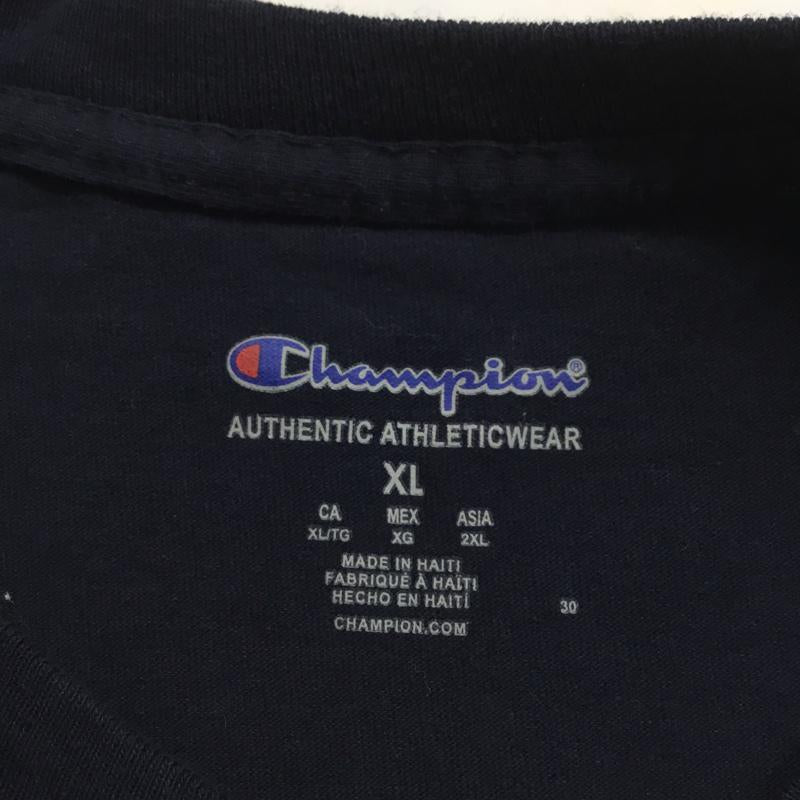 Champion®
AUTHENTIC ATHLETICWEAR
XL
CA MEX ASIA
XL/TG XG 2XL
MADE IN HAITI
FABRIQUÉ À HAÏTI
HECHO EN HAITÍ
30
CHAMPION.COM